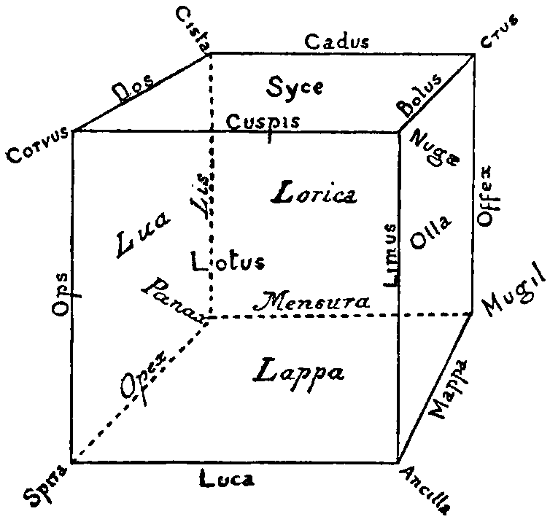 Cista
Crus
Cadus
Dos
Syce
Bolus
Cuspis
Corvus
Nugæ
Lis
Lorica
Offex
Lua
Olla
Limus
Lotus
Ops
Panax
Mensura
Mugil
Opex
Lappa
Mappa
Spira
Luca
Ancilla